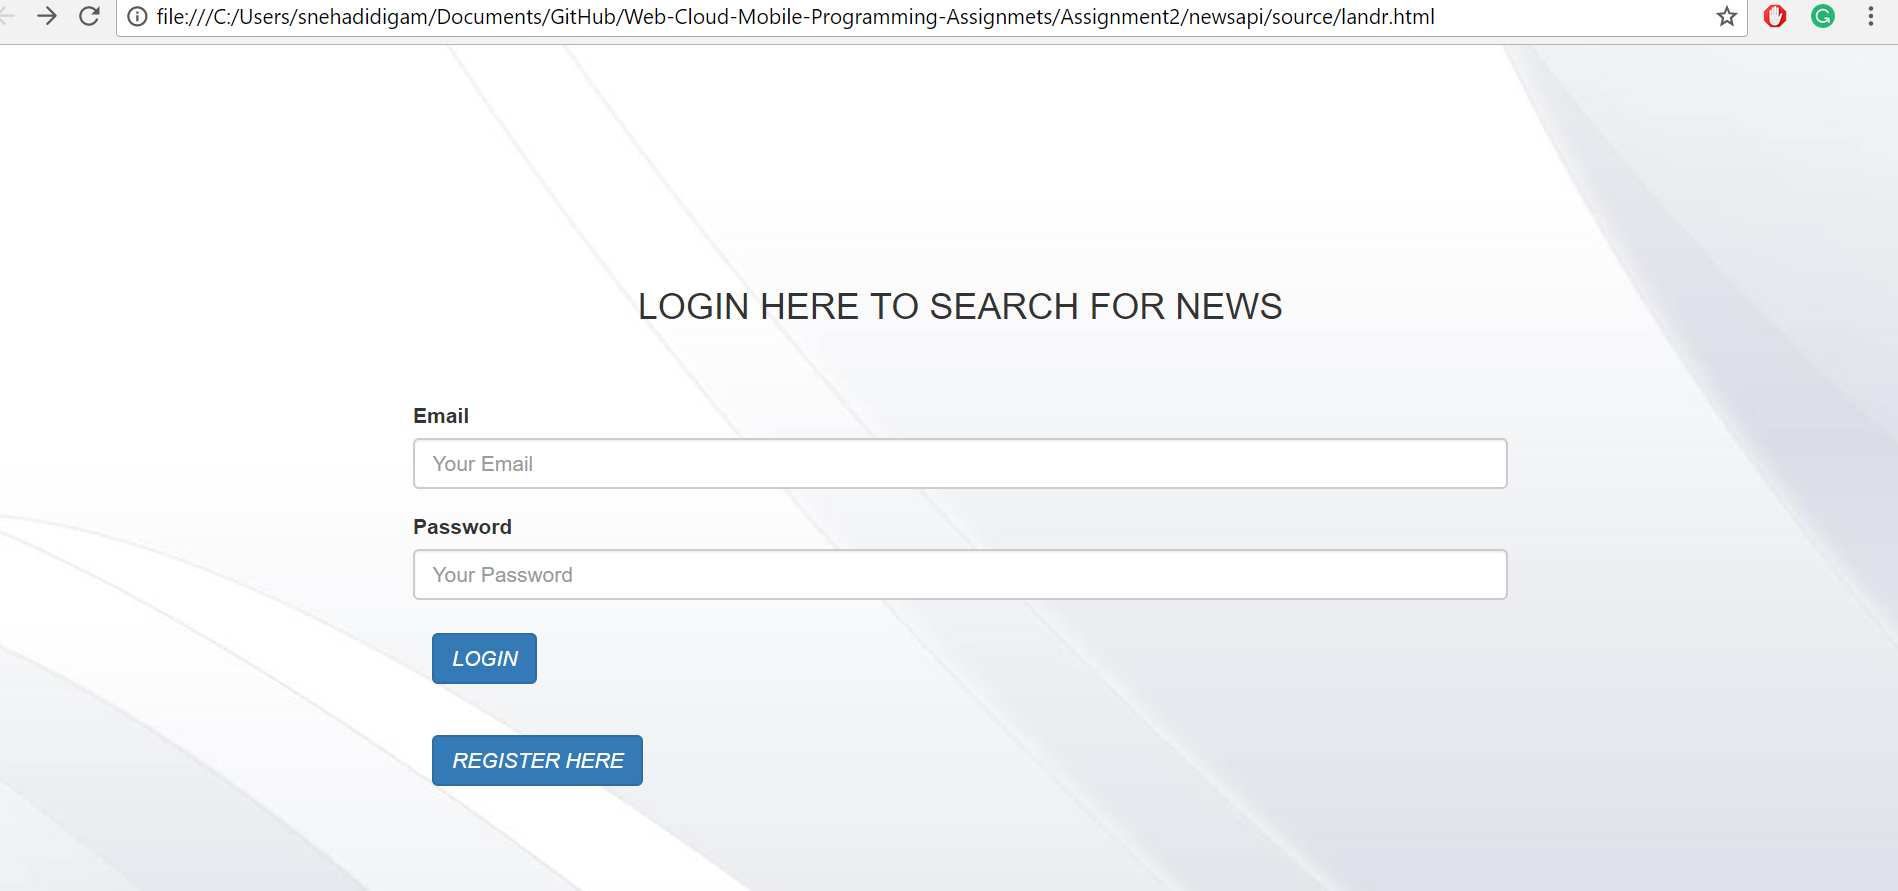 file:///C:/Users/snehadidigam/Documents/GitHub/Web-Cloud-Mobile-Programming-Assignmets/Assignment2/newsapi/source/landr.html
LOGIN HERE TO SEARCH FOR NEWS
Email
Your Email
Password
Your Password
LOGIN
REGISTER HERE